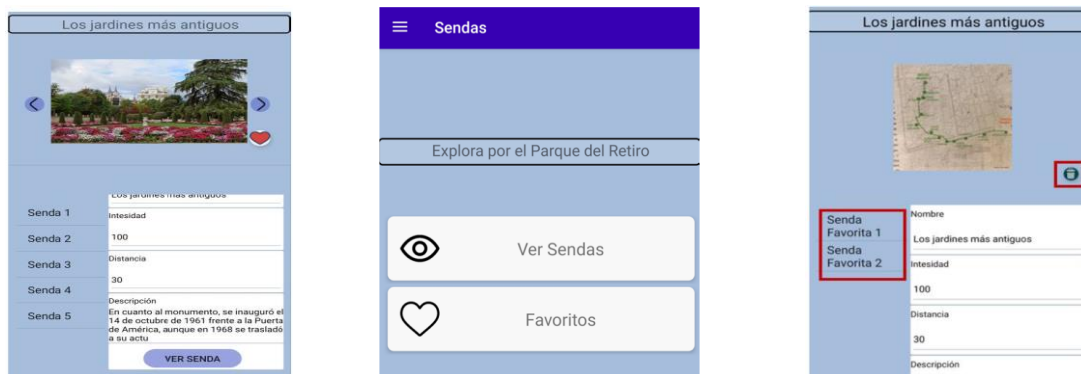 Los jardines más antiguos
Los jardines más antiguos
Senda 1
Senda 2
Senda 3
Senda 4
Senda 5
Intesidad
100
Distancia
30
Descripción
En cuanto al monumento, se inauguró el
14 de octubre de 1961 frente a la Puerta
de América, aunque en 1968 se trasladó
a su actu
VER SENDA
Sendas
Explora por el Parque del Retiro
Ver Sendas
Favoritos
Los jardines más antiguos
Senda
Favorita 1
Senda
Favorita 2
Nombre
Los jardines más antiguos
Intesidad
100
Distancia
30
Descripción